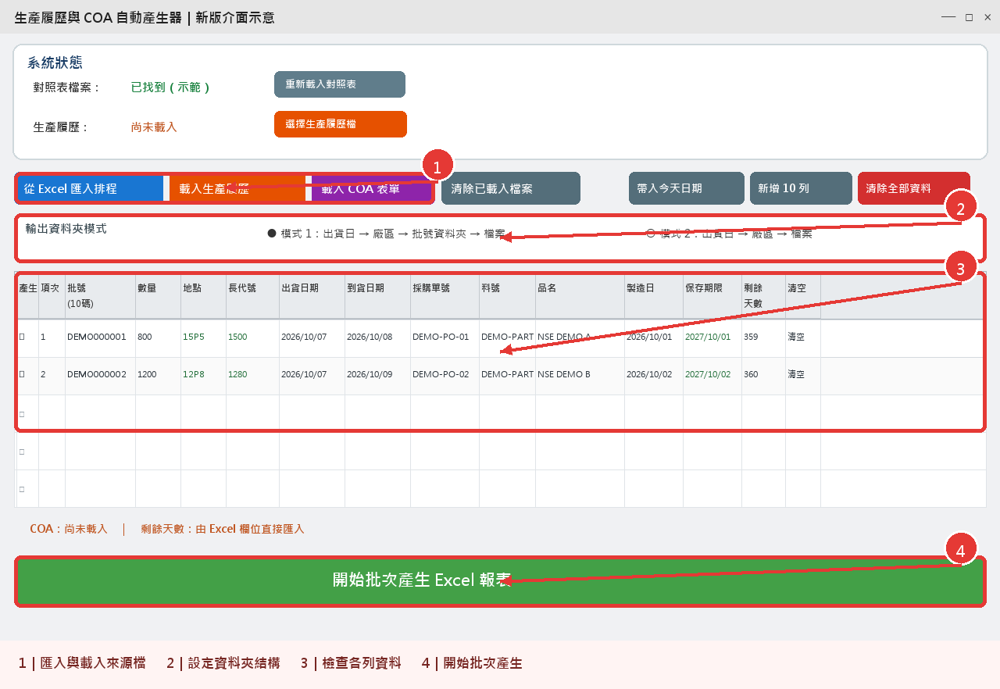 生產履歷與 COA 自動產生器 | 新版介面示意
系統狀態
對照表檔案： 已找到（示範） 重新載入對照表
生產履歷： 尚未載入 選擇生產履歷檔
1
從 Excel 匯入排程 載入生產履歷 載入 COA 表單 清除已載入檔案 帶入今天日期 新增 10 列 清除全部資料
2
輸出資料夾模式 ● 模式 1：出貨日 → 廠區 → 批號資料夾 → 檔案 ○ 模式 2：出貨日 → 廠區 → 檔案
3
產生 項次 批號 數量 地點 長代號 出貨日期 到貨日期 採購單號 料號 品名 製造日 保存期限 剩餘 清空
(10碼) 天數
□ 1 DEMO000001 800 15P5 1500 2026/10/07 2026/10/08 DEMO-PO-01 DEMO-PART NSE DEMO A 2026/10/01 2027/10/01 359 清空
□ 2 DEMO000002 1200 12P8 1280 2026/10/07 2026/10/09 DEMO-PO-02 DEMO-PART NSE DEMO B 2026/10/02 2027/10/02 360 清空
□
□
□
COA：尚未載入 | 剩餘天數：由 Excel 欄位直接匯入
4
開始批次產生 Excel 報表
1 | 匯入與載入來源檔 2 | 設定資料夾結構 3 | 檢查各列資料 4 | 開始批次產生